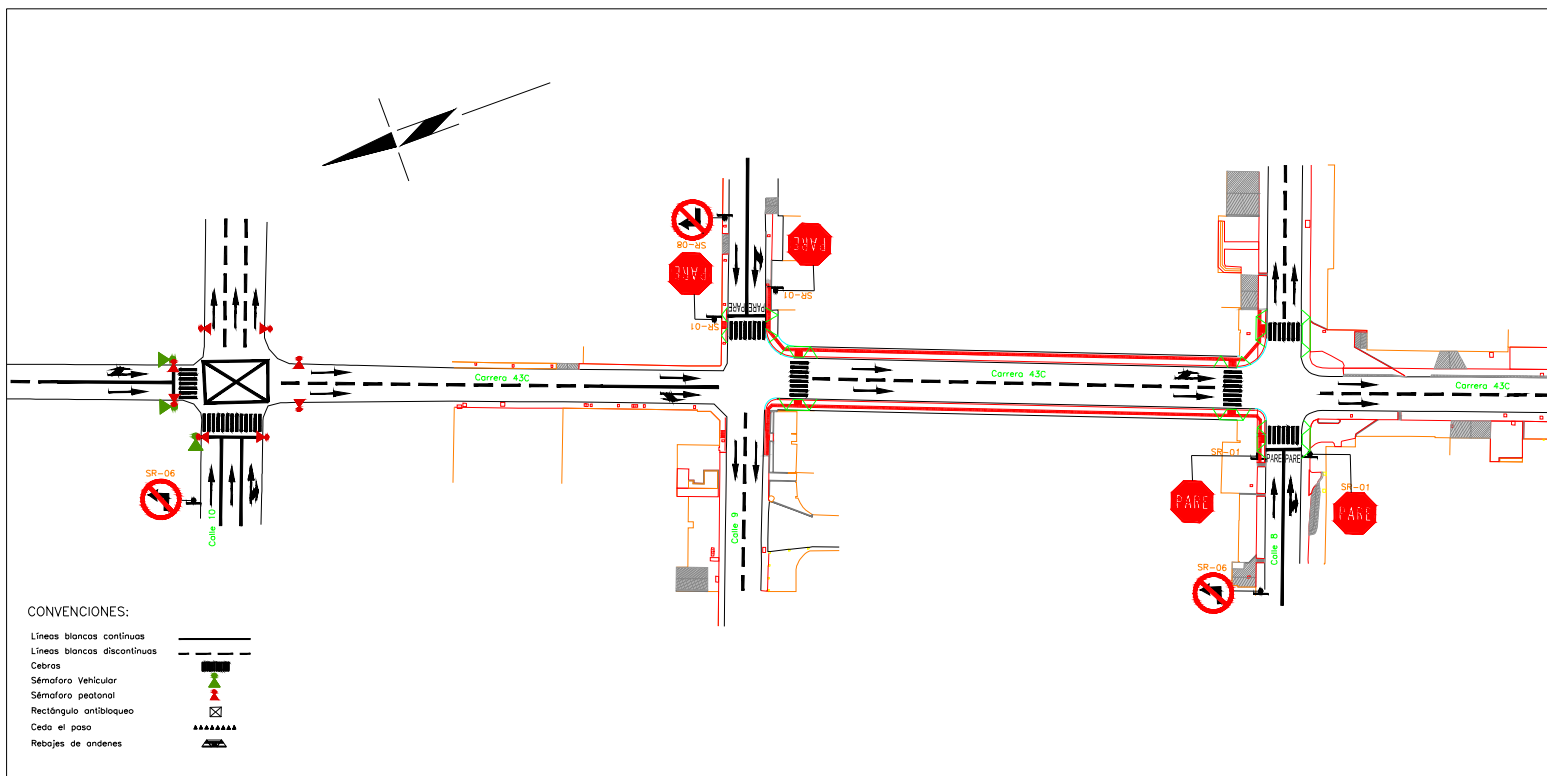 SR-08
PARE
PARE
SR-01
SR-01
PARE PARE
Carrera 43C
Carrera 43C
Carrera 43C
SR-01
PARE PARE
SR-06
PARE
SR-01
PARE
Calle 10
Calle 9
Calle 8
SR-06
CONVENCIONES:
Líneas blancas continuas
Líneas blancas discontinuas
Cebras
Sémaforo Vehicular
Sémaforo peatonal
Rectángulo antibloqueo
Ceda el paso
Rebajes de andenes